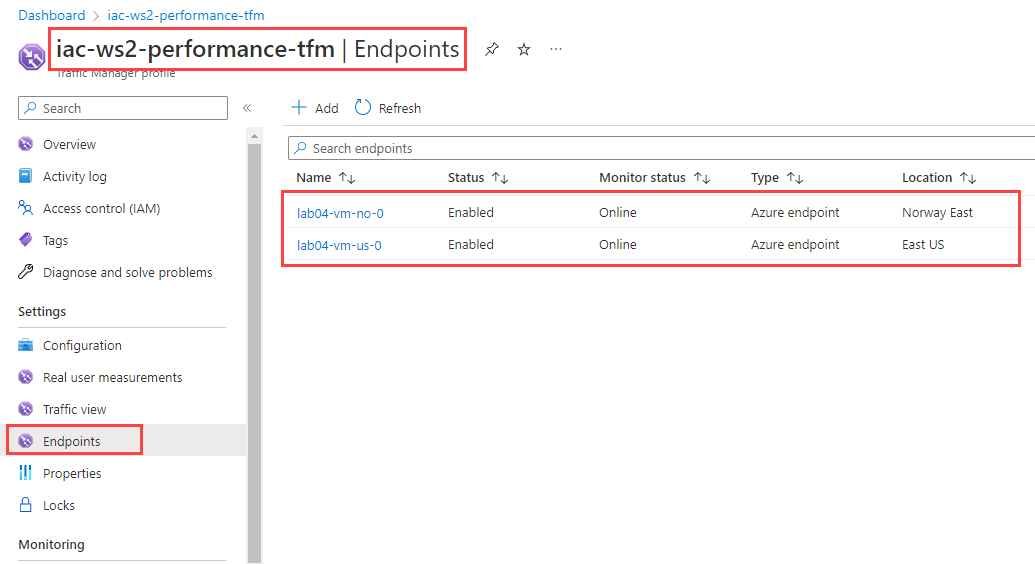 Dashboard > iac-ws2-performance-tfm
iac-ws2-performance-tfm | Endpoints
Traffic Manager profile
Search
«
Add Refresh
Overview
Activity log
Access control (IAM)
Tags
Diagnose and solve problems
Settings
Configuration
Real user measurements
Traffic view
Endpoints
Properties
Locks
Monitoring
Search endpoints
Name ↑↓ Status ↑↓ Monitor status ↑↓ Type ↑↓ Location ↑↓
lab04-vm-no-0 Enabled Online Azure endpoint Norway East
lab04-vm-us-0 Enabled Online Azure endpoint East US